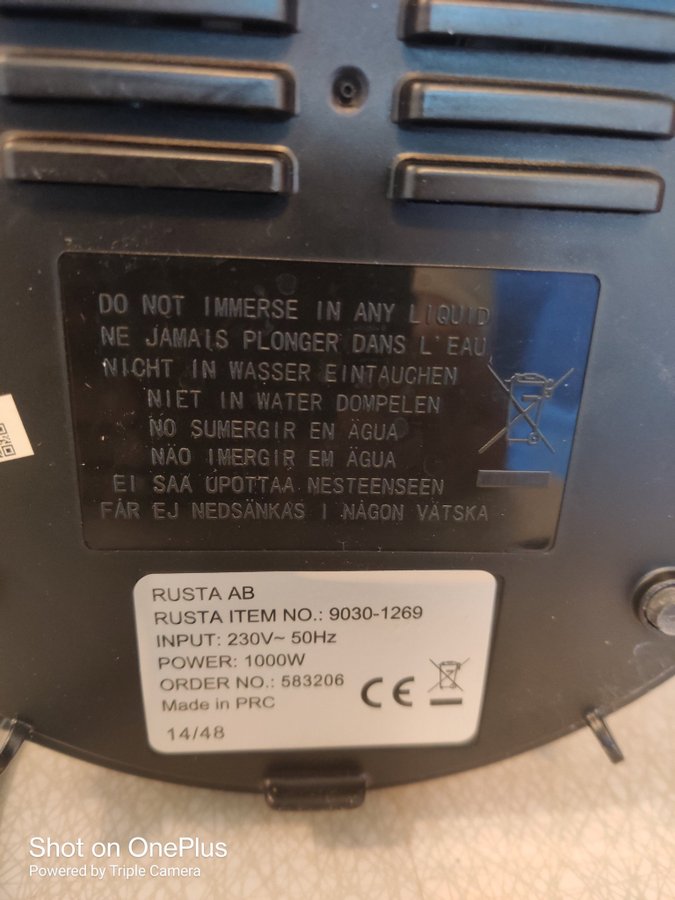 DO NOT IMMERSE IN ANY LIQUID
NE JAMAIS PLONGER DANS L'EAU
NICHT IN WASSER EINTAUCHEN
NIET IN WATER DOMPELEN
NO SUMERGIR EN ÄGUA
NÃO IMERGIR EM ÄGUA
EI SAA UPOTTAA NESTEENSEEN
FÅR EJ NEDSÄNKAS I NÅGON VÄTSKA
RUSTA AB
RUSTA ITEM NO.: 9030-1269
INPUT: 230V~ 50Hz
POWER: 1000W
ORDER NO.: 583206
Made in PRC
CE
14/48
Shot on OnePlus
Powered by Triple Camera